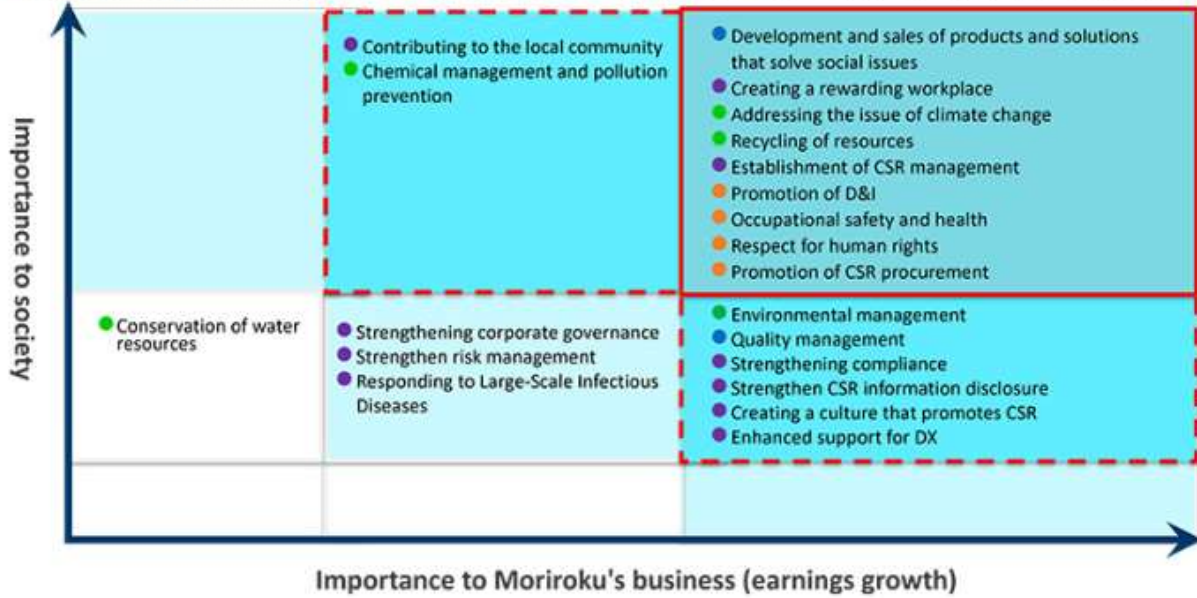 Importance to society
Contributing to the local community
Chemical management and pollution
prevention
Development and sales of products and solutions
that solve social issues
Creating a rewarding workplace
Addressing the issue of climate change
Recycling of resources
Establishment of CSR management
Promotion of D&I
Occupational safety and health
Respect for human rights
Promotion of CSR procurement
Conservation of water
resources
Strengthening corporate governance
Strengthen risk management
Responding to Large-Scale Infectious
Diseases
Environmental management
Quality management
Strengthening compliance
Strengthen CSR information disclosure
Creating a culture that promotes CSR
Enhanced support for DX
Importance to Moriroku's business (earnings growth)